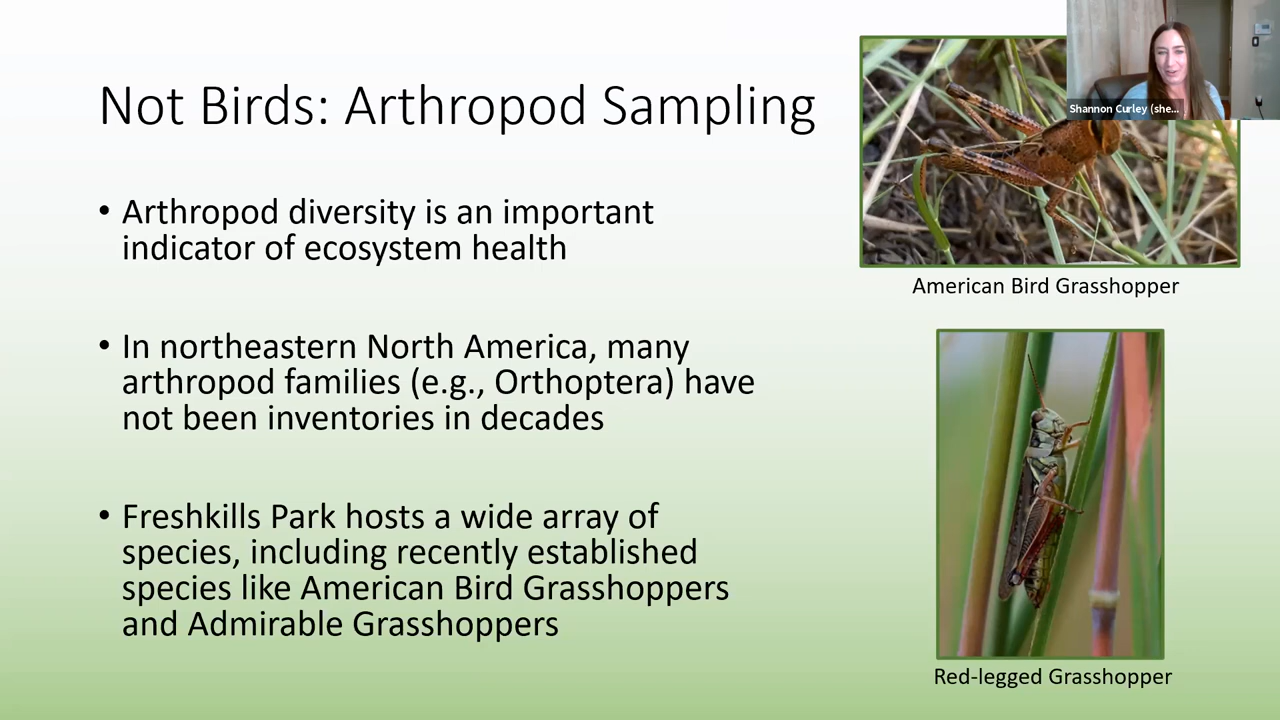 Shannon Curley (she...
Not Birds: Arthropod Sampling
• Arthropod diversity is an important
indicator of ecosystem health
• In northeastern North America, many
arthropod families (e.g., Orthoptera) have
not been inventories in decades
• Freshkills Park hosts a wide array of
species, including recently established
species like American Bird Grasshoppers
and Admirable Grasshoppers
American Bird Grasshopper
Red-legged Grasshopper